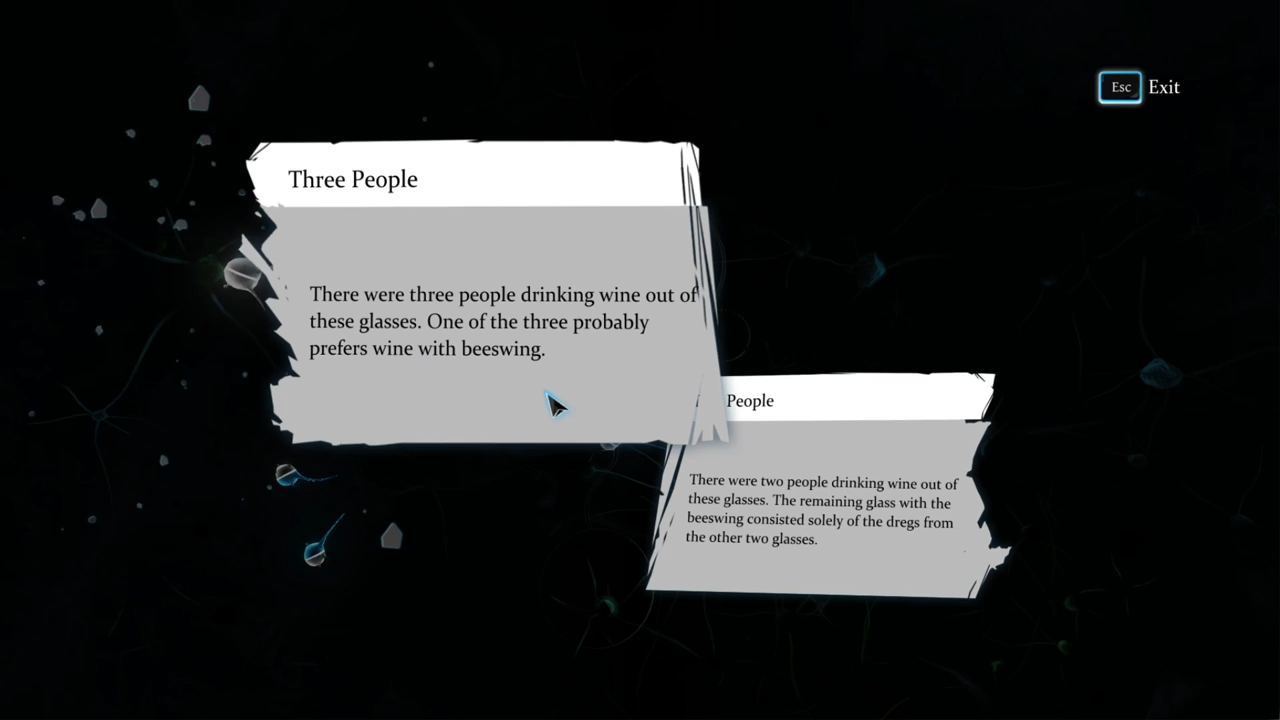 Esc Exit
Three People
There were three people drinking wine out of
these glasses. One of the three probably
prefers wine with beeswing.
People
There were two people drinking wine out of
these glasses. The remaining glass with the
beeswing consisted solely of the dregs from
the other two glasses.